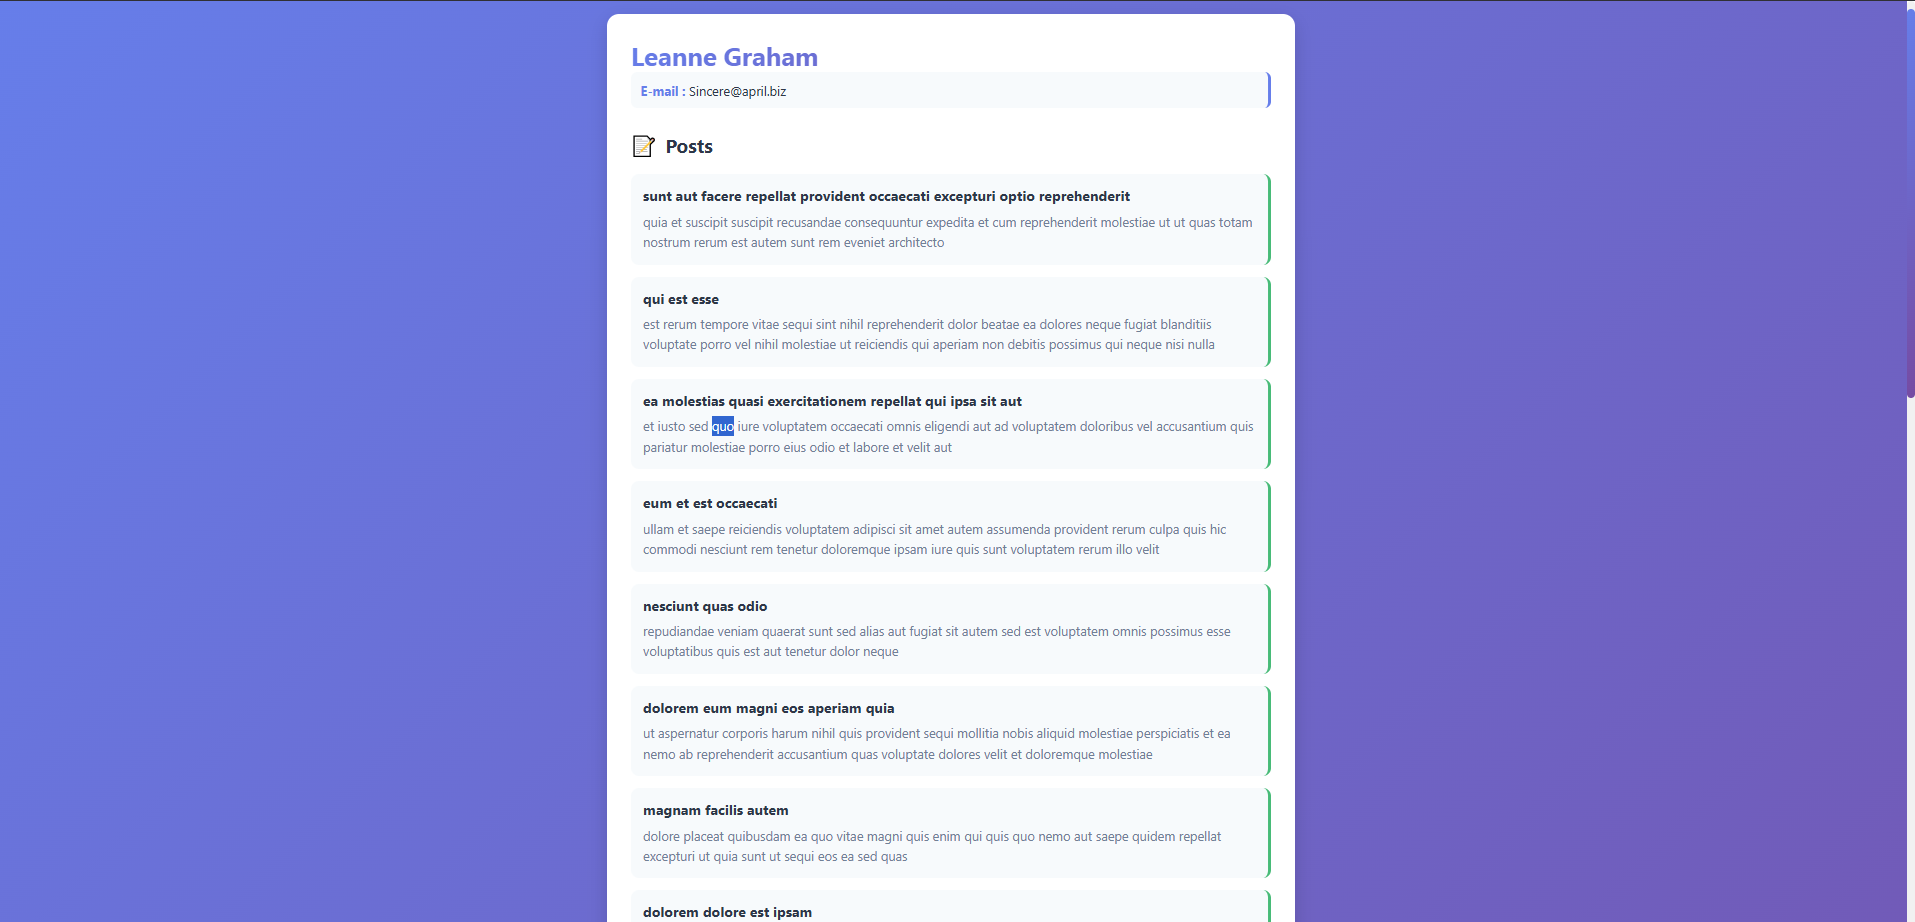 Leanne Graham
E-mail : Sincere@april.biz
Posts
sunt aut facere repellat provident occaecati excepturi optio reprehenderit
quia et suscipit suscipit recusandae consequuntur expedita et cum reprehenderit molestiae ut ut quas totam
nostrum rerum est autem sunt rem eveniet architecto
qui est esse
est rerum tempore vitae sequi sint nihil reprehenderit dolor beatae ea dolores neque fugiat blanditiis
voluptate porro vel nihil molestiae ut reiciendis qui aperiam non debitis possimus qui neque nisi nulla
ea molestias quasi exercitationem repellat qui ipsa sit aut
et iusto sed quo iure voluptatem occaecati omnis eligendi aut ad voluptatem doloribus vel accusantium quis
pariatur molestiae porro eius odio et labore et velit aut
eum et est occaecati
ullam et saepe reiciendis voluptatem adipisci sit amet autem assumenda provident rerum culpa quis hic
commodi nesciunt rem tenetur doloremque ipsam iure quis sunt voluptatem rerum illo velit
nesciunt quas odio
repudiandae veniam quaerat sunt sed alias aut fugiat sit autem sed est voluptatem omnis possimus esse
voluptatibus quis est aut tenetur dolor neque
dolorem eum magni eos aperiam quia
ut aspernatur corporis harum nihil quis provident sequi mollitia nobis aliquid molestiae perspiciatis et ea
nemo ab reprehenderit accusantium quas voluptate dolores velit et doloremque molestiae
magnam facilis autem
dolore placeat quibusdam ea quo vitae magni quis enim qui quis quo nemo aut saepe quidem repellat
excepturi ut quia sunt ut sequi eos ea sed quas
dolorem dolore est ipsam